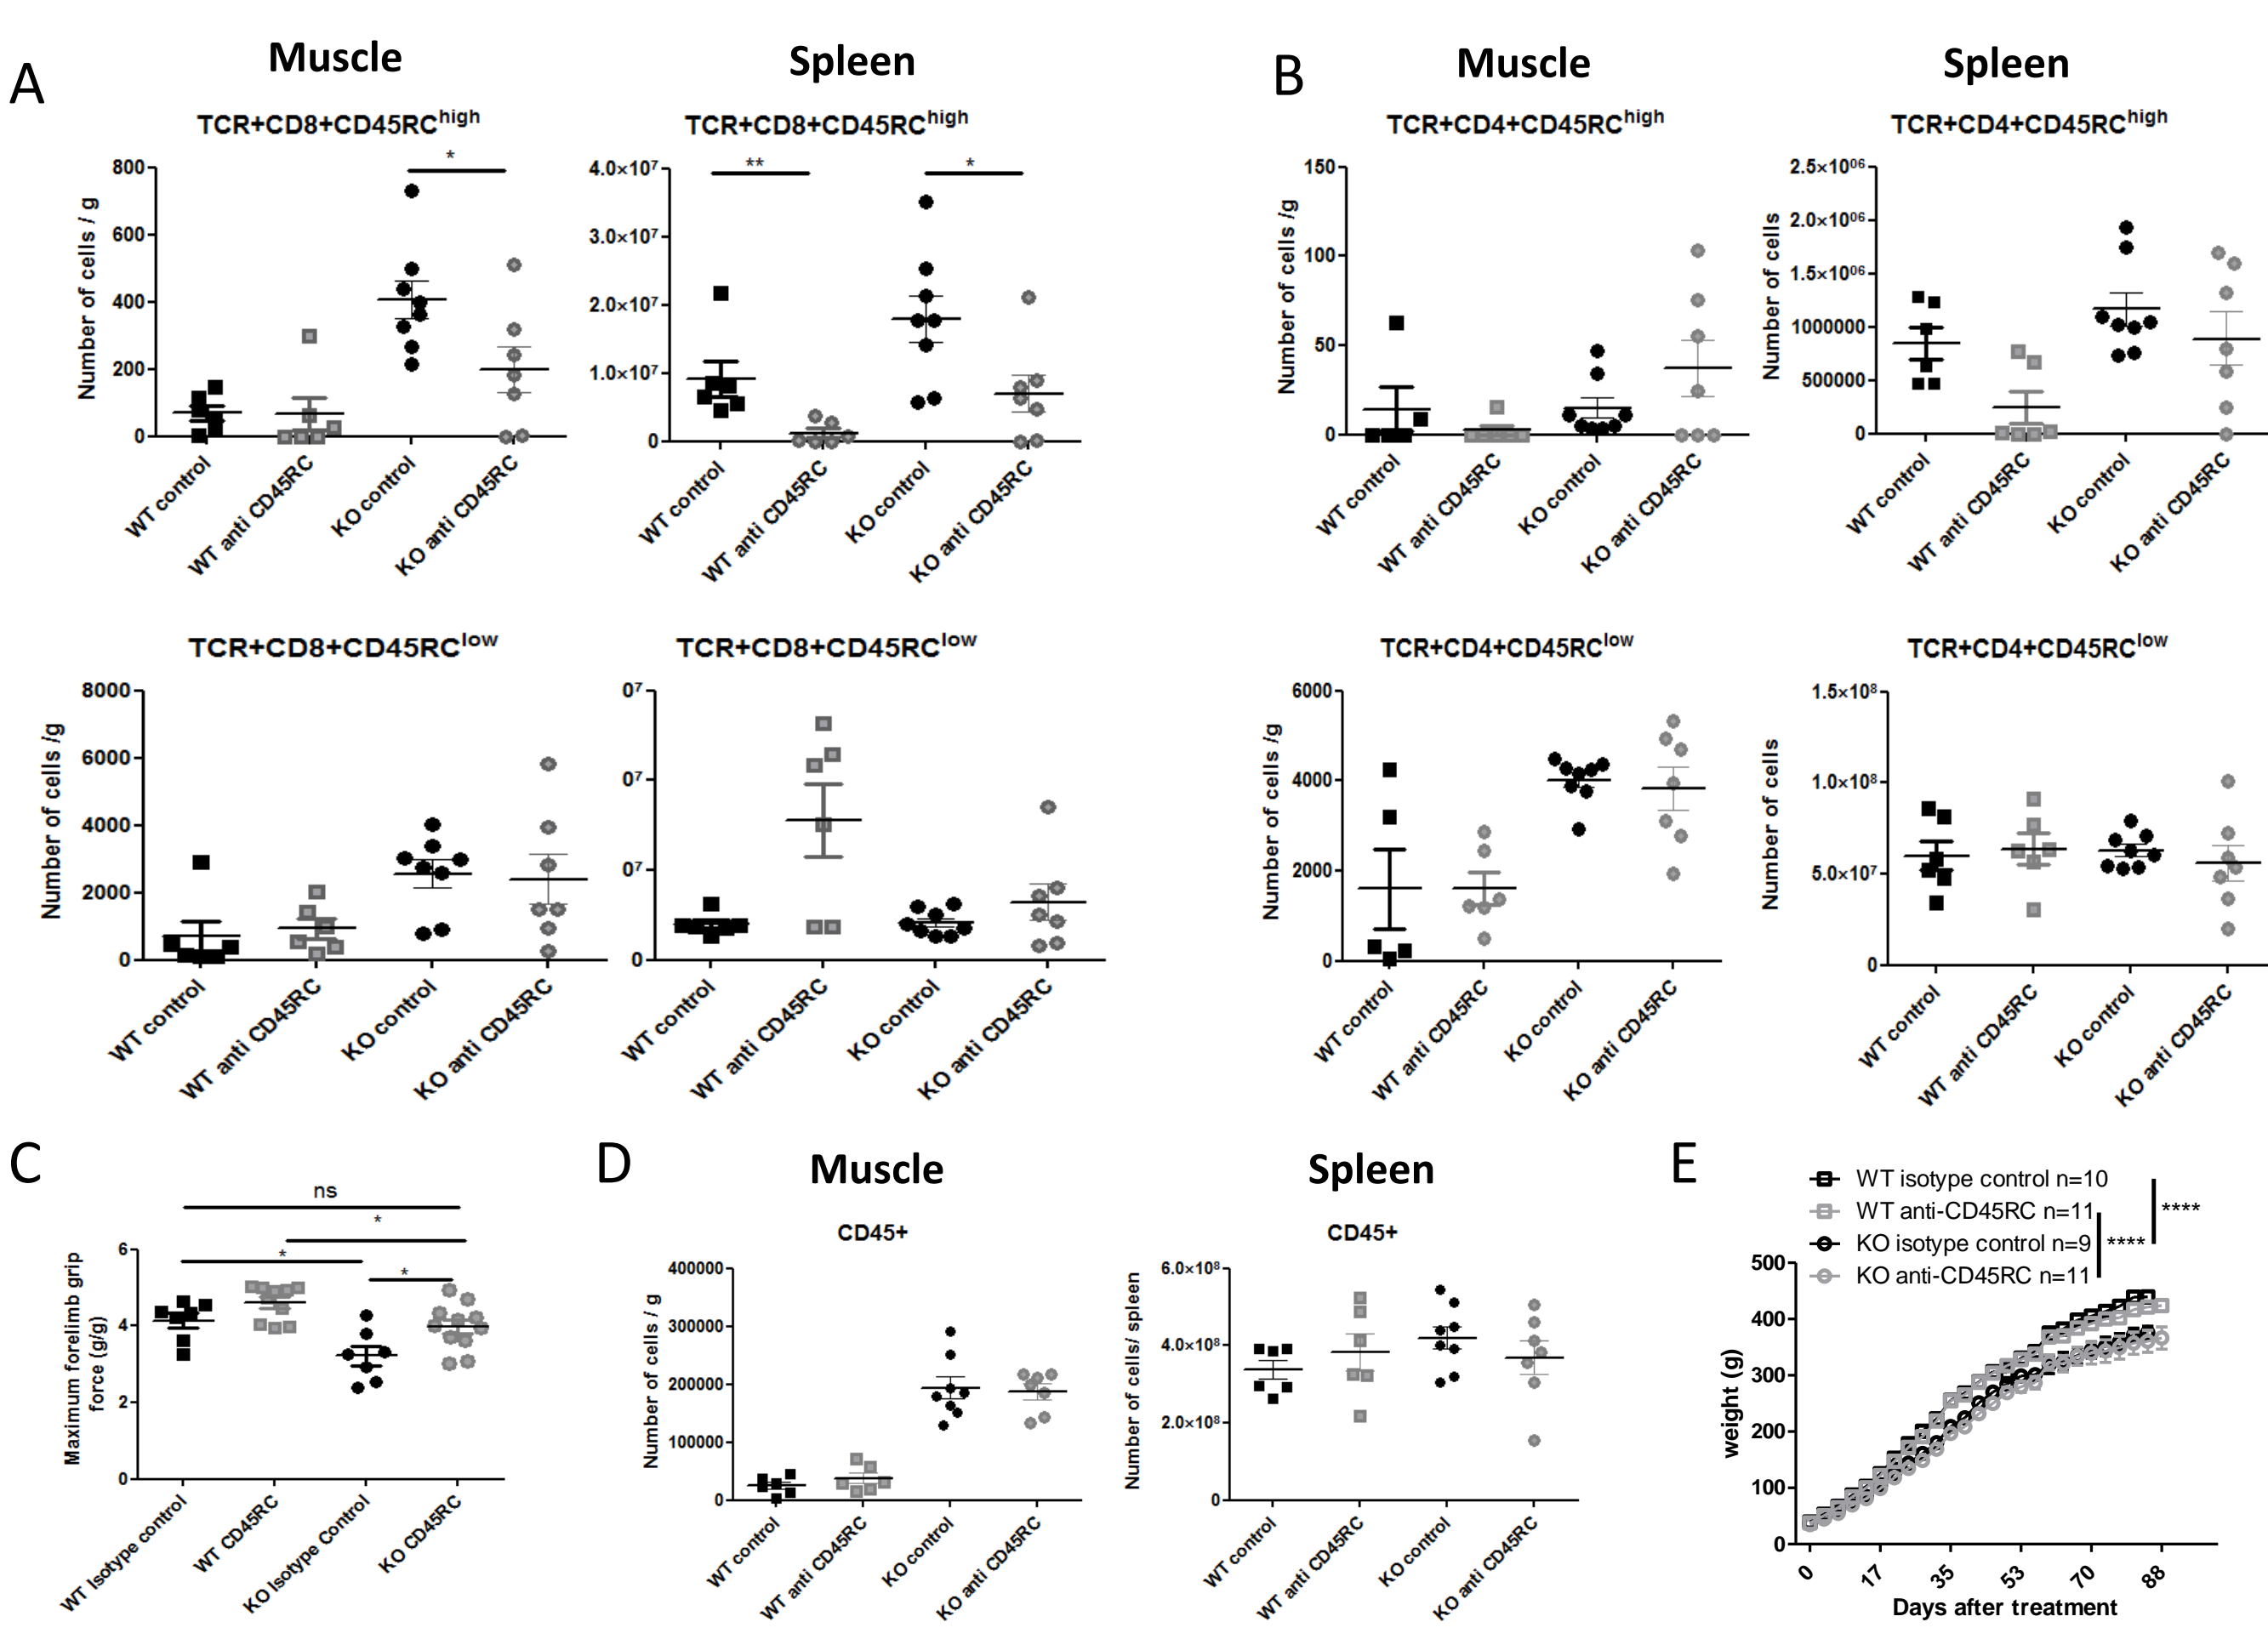 A
Muscle
Spleen
TCR+CD8+CD45RChigh
TCR+CD8+CD45RChigh
Number of cells / g
800
600
400
200
0
*
WT control
WT anti CD45RC
KO control
KO anti CD45RC
4.0×10⁷
3.0×10⁷
2.0×10⁷
1.0×10⁷
0
**
*
WT control
WT anti CD45RC
KO control
KO anti CD45RC
TCR+CD8+CD45RClow
TCR+CD8+CD45RClow
Number of cells /g
8000
6000
4000
2000
0
WT control
WT anti CD45RC
KO control
KO anti CD45RC
0⁷
0⁷
0⁷
0
WT control
WT anti CD45RC
KO control
KO anti CD45RC
B
Muscle
Spleen
TCR+CD4+CD45RChigh
TCR+CD4+CD45RChigh
Number of cells /g
150
100
50
0
WT control
WT anti CD45RC
KO control
KO anti CD45RC
Number of cells
2.5×10⁰⁶
2.0×10⁰⁶
1.5×10⁰⁶
1000000
500000
0
WT control
WT anti CD45RC
KO control
KO anti CD45RC
TCR+CD4+CD45RClow
TCR+CD4+CD45RClow
Number of cells /g
6000
4000
2000
0
WT control
WT anti CD45RC
KO control
KO anti CD45RC
Number of cells
1.5×10⁸
1.0×10⁸
5.0×10⁷
0
WT control
WT anti CD45RC
KO control
KO anti CD45RC
C
ns
*
*
*
Maximum forelimb grip
force (g/g)
6
4
2
0
WT Isotype control
WT CD45RC
KO Isotype Control
KO CD45RC
D
Muscle
Spleen
CD45+
CD45+
Number of cells / g
400000
300000
200000
100000
0
WT control
WT anti CD45RC
KO control
KO anti CD45RC
Number of cells/ spleen
6.0×10⁸
4.0×10⁸
2.0×10⁸
0
WT control
WT anti CD45RC
KO control
KO anti CD45RC
E
WT isotype control n=10
WT anti-CD45RC n=11
KO isotype control n=9
KO anti-CD45RC n=11
****
****
weight (g)
500
400
300
200
100
0
0
17
35
53
70
88
Days after treatment